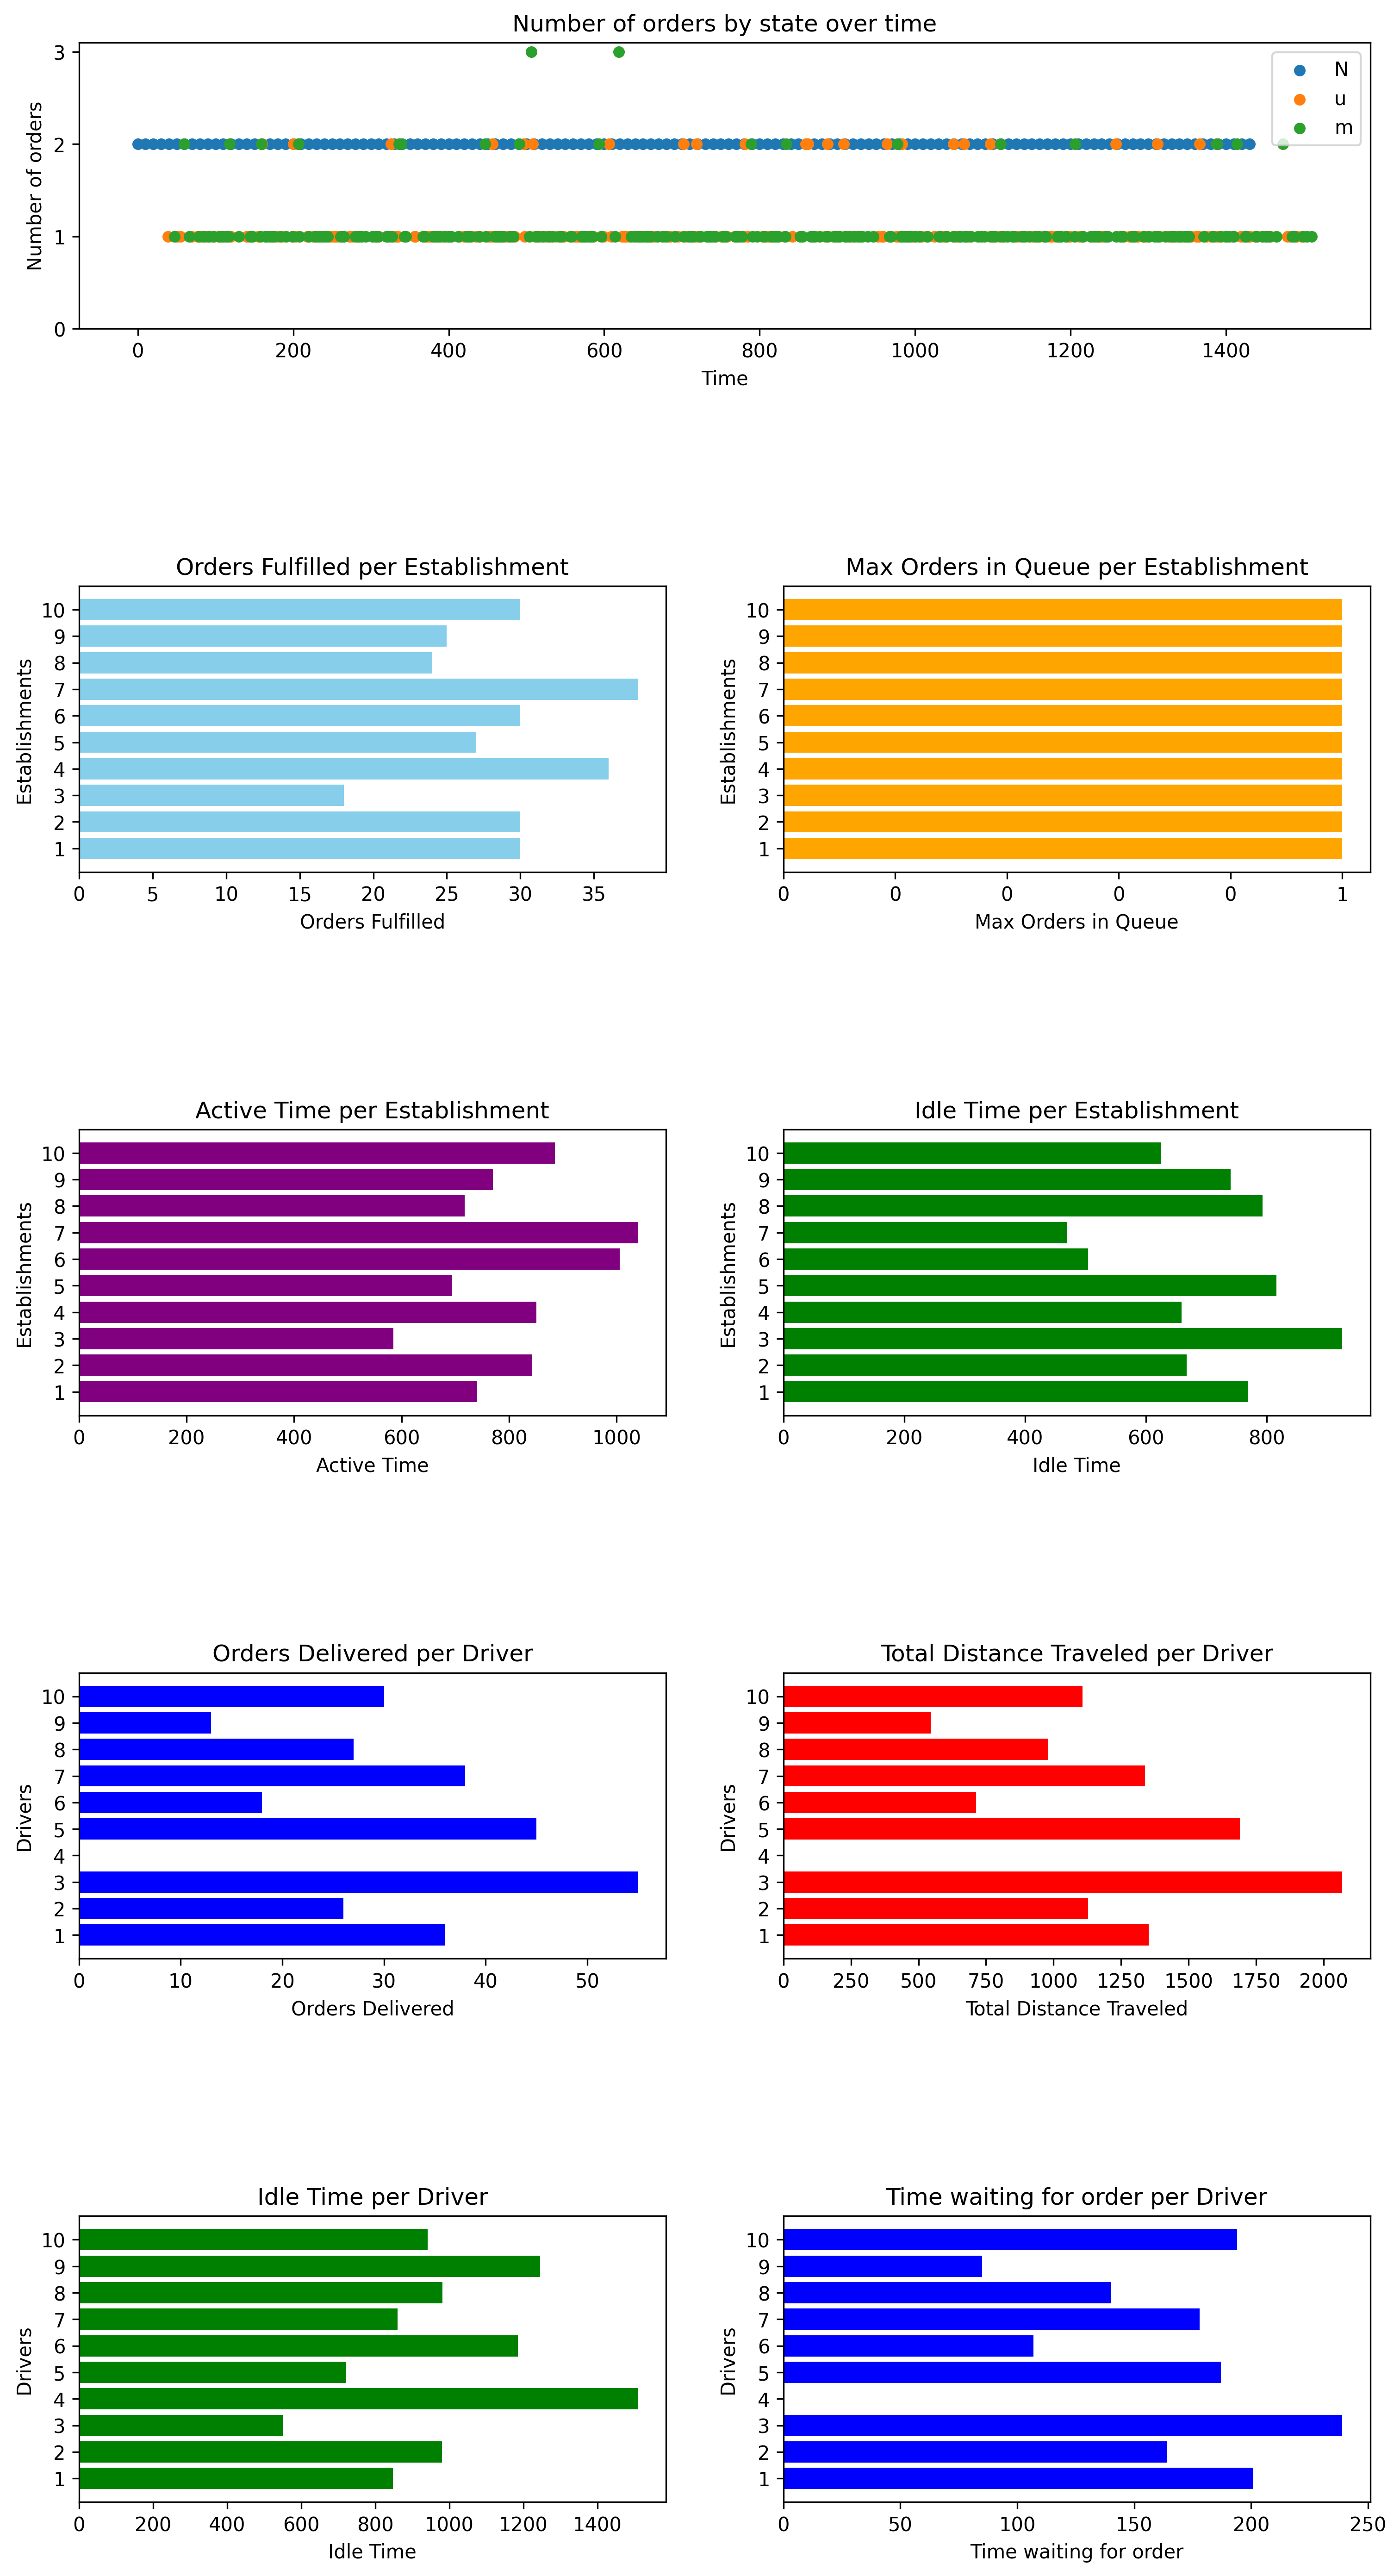 Number of orders by state over time
Number of orders
3
2
1
0
N
u
m
0 200 400 600 800 1000 1200 1400
Time
Orders Fulfilled per Establishment
Establishments
10
9
8
7
6
5
4
3
2
1
0 5 10 15 20 25 30 35
Orders Fulfilled
Max Orders in Queue per Establishment
Establishments
10
9
8
7
6
5
4
3
2
1
0 0 0 0 0 1
Max Orders in Queue
Active Time per Establishment
Establishments
10
9
8
7
6
5
4
3
2
1
0 200 400 600 800 1000
Active Time
Idle Time per Establishment
Establishments
10
9
8
7
6
5
4
3
2
1
0 200 400 600 800
Idle Time
Orders Delivered per Driver
Drivers
10
9
8
7
6
5
4
3
2
1
0 10 20 30 40 50
Orders Delivered
Total Distance Traveled per Driver
Drivers
10
9
8
7
6
5
4
3
2
1
0 250 500 750 1000 1250 1500 1750 2000
Total Distance Traveled
Idle Time per Driver
Drivers
10
9
8
7
6
5
4
3
2
1
0 200 400 600 800 1000 1200 1400
Idle Time
Time waiting for order per Driver
Drivers
10
9
8
7
6
5
4
3
2
1
0 50 100 150 200 250
Time waiting for order